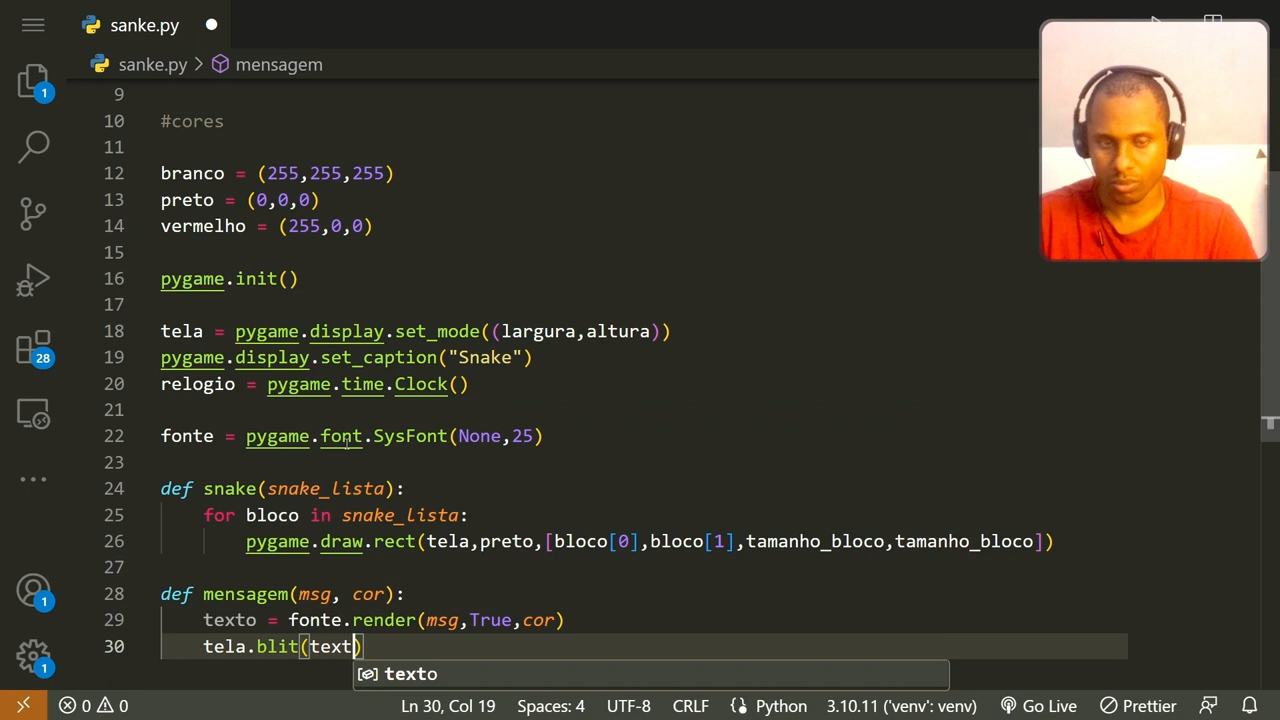 sanke.py
sanke.py > mensagem
1
9
10 #cores
11
12 branco = (255,255,255)
13 preto = (0,0,0)
14 vermelho = (255,0,0)
15
16 pygame.init()
17
18 tela = pygame.display.set_mode((largura,altura))
19 pygame.display.set_caption("Snake")
20 relogio = pygame.time.Clock()
21
22 fonte = pygame.font.SysFont(None,25)
23
24 def snake(snake_lista):
25 for bloco in snake_lista:
26 pygame.draw.rect(tela,preto,[bloco[0],bloco[1],tamanho_bloco,tamanho_bloco])
27
28 def mensagem(msg, cor):
29 texto = fonte.render(msg,True,cor)
30 tela.blit(text)
texto
28
1
1
0 0 Ln 30, Col 19 Spaces: 4 UTF-8 CRLF Python 3.10.11 ('venv': venv) Go Live Prettier